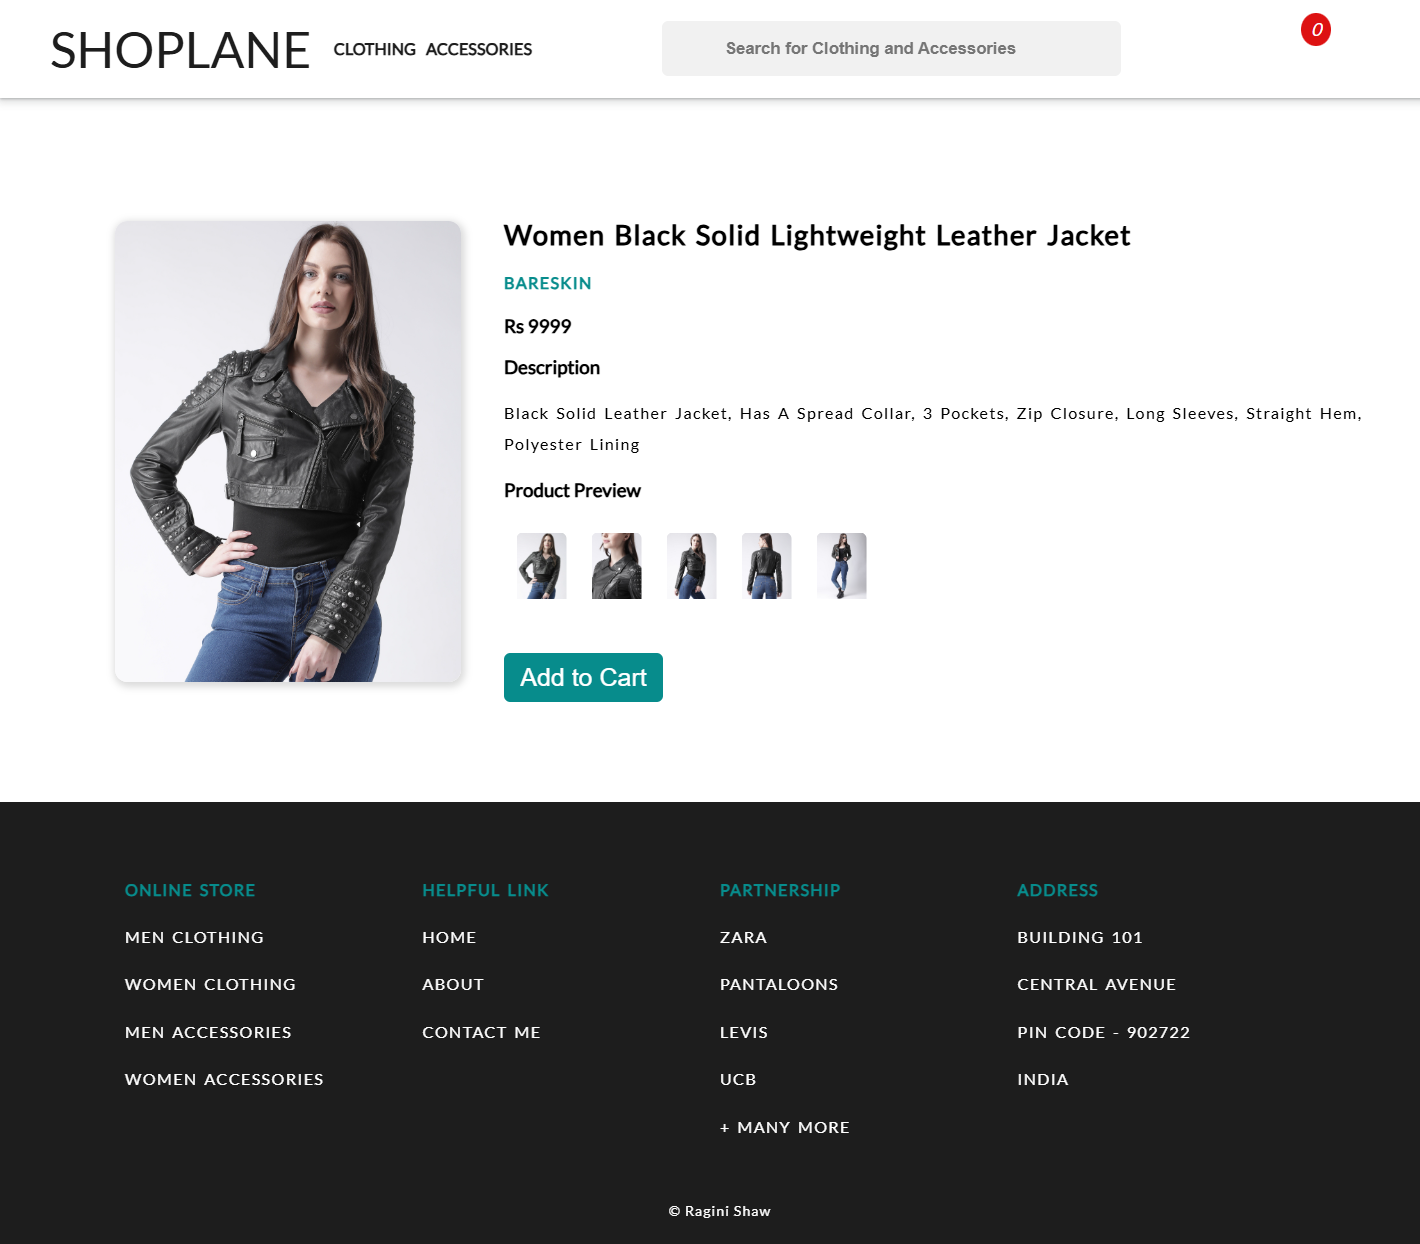 SHOPLANE
CLOTHING ACCESSORIES
Search for Clothing and Accessories
0
Women Black Solid Lightweight Leather Jacket
BARESKIN
Rs 9999
Description
Black Solid Leather Jacket, Has A Spread Collar, 3 Pockets, Zip Closure, Long Sleeves, Straight Hem,
Polyester Lining
Product Preview
Add to Cart
ONLINE STORE
MEN CLOTHING
WOMEN CLOTHING
MEN ACCESSORIES
WOMEN ACCESSORIES
HELPFUL LINK
HOME
ABOUT
CONTACT ME
PARTNERSHIP
ZARA
PANTALOONS
LEVIS
UCB
+ MANY MORE
ADDRESS
BUILDING 101
CENTRAL AVENUE
PIN CODE - 902722
INDIA
© Ragini Shaw